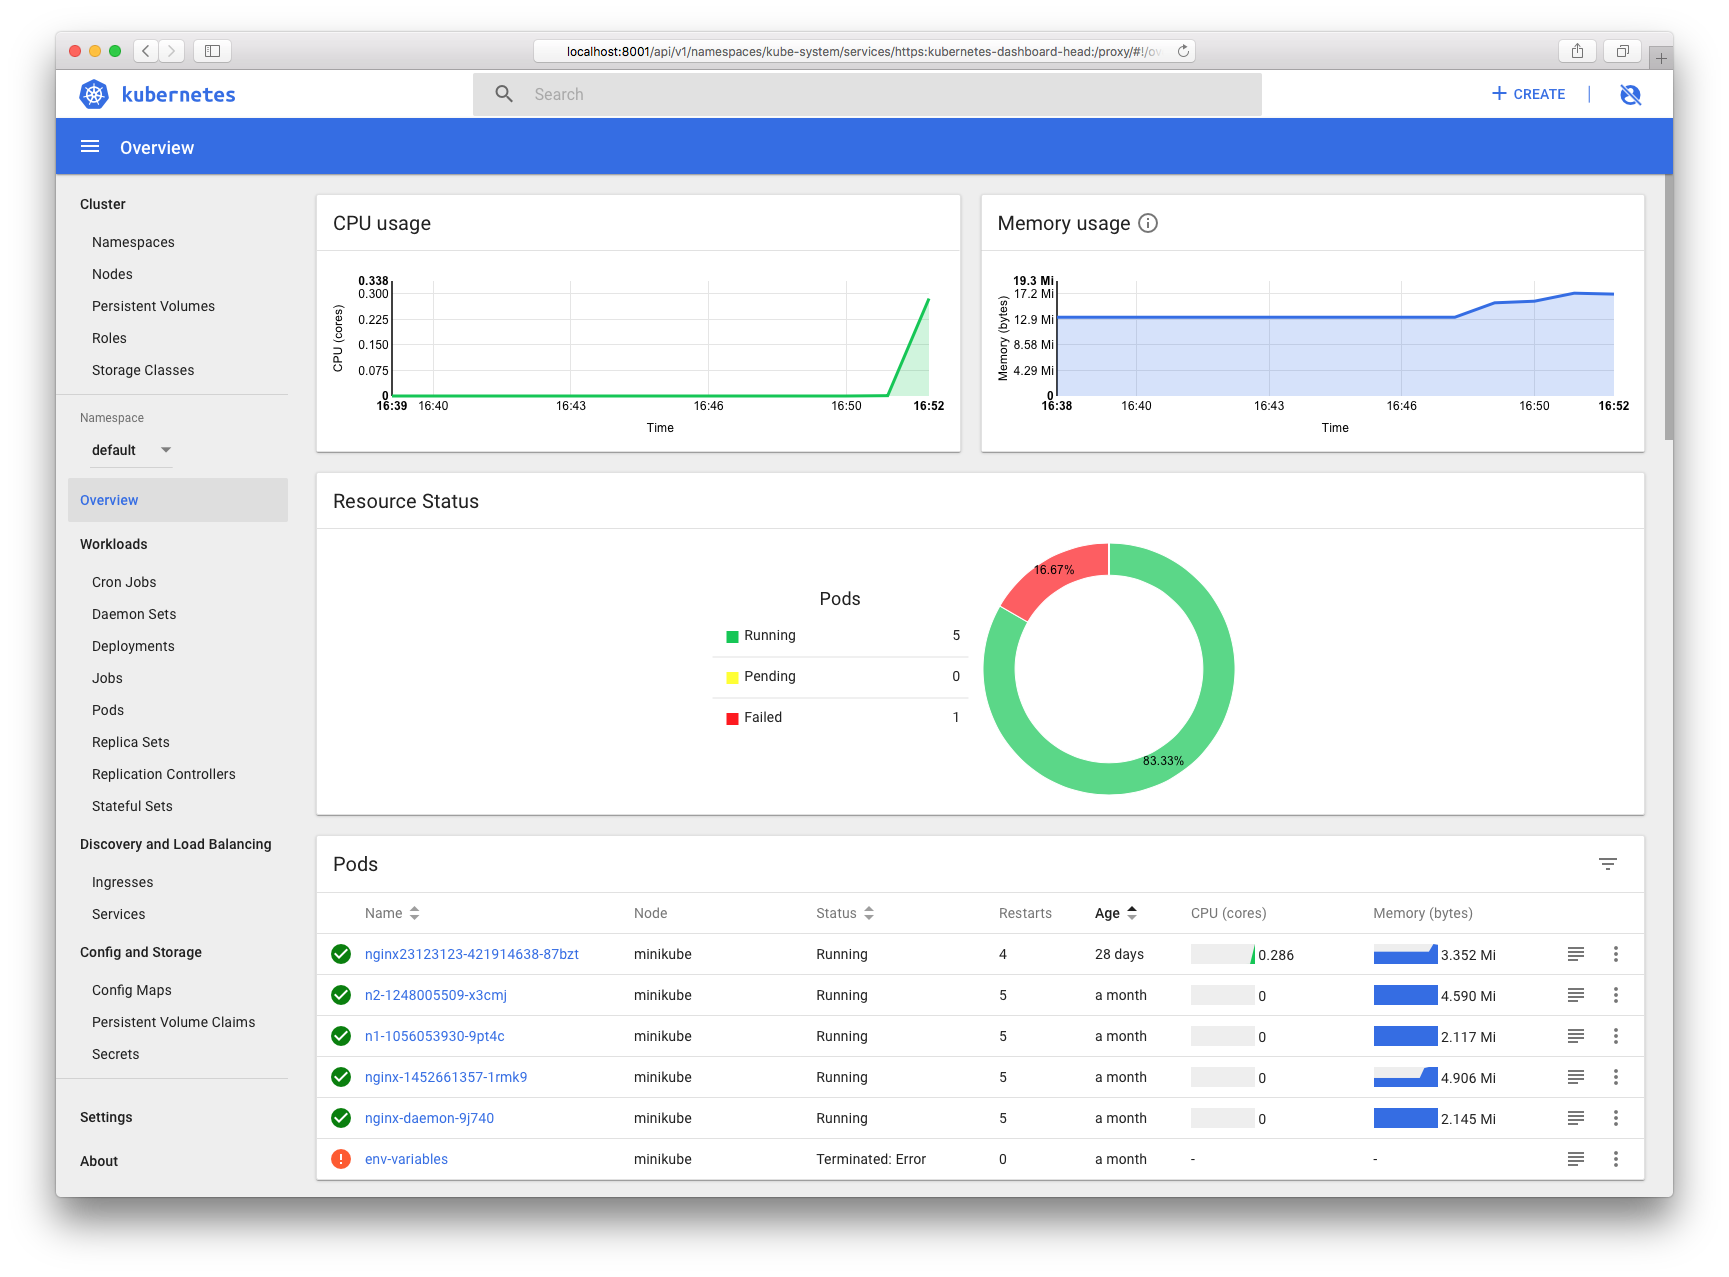 localhost:8001/api/v1/namespaces/kube-system/services/https:kubernetes-dashboard-head:/proxy/#!/ov
kubernetes
Search
CREATE
Overview
Cluster
Namespaces
Nodes
Persistent Volumes
Roles
Storage Classes
Namespace
default
Overview
Workloads
Cron Jobs
Daemon Sets
Deployments
Jobs
Pods
Replica Sets
Replication Controllers
Stateful Sets
Discovery and Load Balancing
Ingresses
Services
Config and Storage
Config Maps
Persistent Volume Claims
Secrets
Settings
About
CPU usage
CPU (cores)
0.338
0.300
0.225
0.150
0.075
0
16:39 16:40 16:43 16:46 16:50 16:52
Time
Memory usage
Memory (bytes)
19.3 Mi
17.2 Mi
12.9 Mi
8.58 Mi
4.29 Mi
0
16:38 16:40 16:43 16:46 16:50 16:52
Time
Resource Status
Pods
Running 5
Pending 0
Failed 1
16.67%
83.33%
Pods
Name Node Status Restarts Age CPU (cores) Memory (bytes)
nginx23123123-421914638-87bzt minikube Running 4 28 days 0.286 3.352 Mi
n2-1248005509-x3cmj minikube Running 5 a month 0 4.590 Mi
n1-1056053930-9pt4c minikube Running 5 a month 0 2.117 Mi
nginx-1452661357-1rmk9 minikube Running 5 a month 0 4.906 Mi
nginx-daemon-9j740 minikube Running 5 a month 0 2.145 Mi
env-variables minikube Terminated: Error 0 a month - -